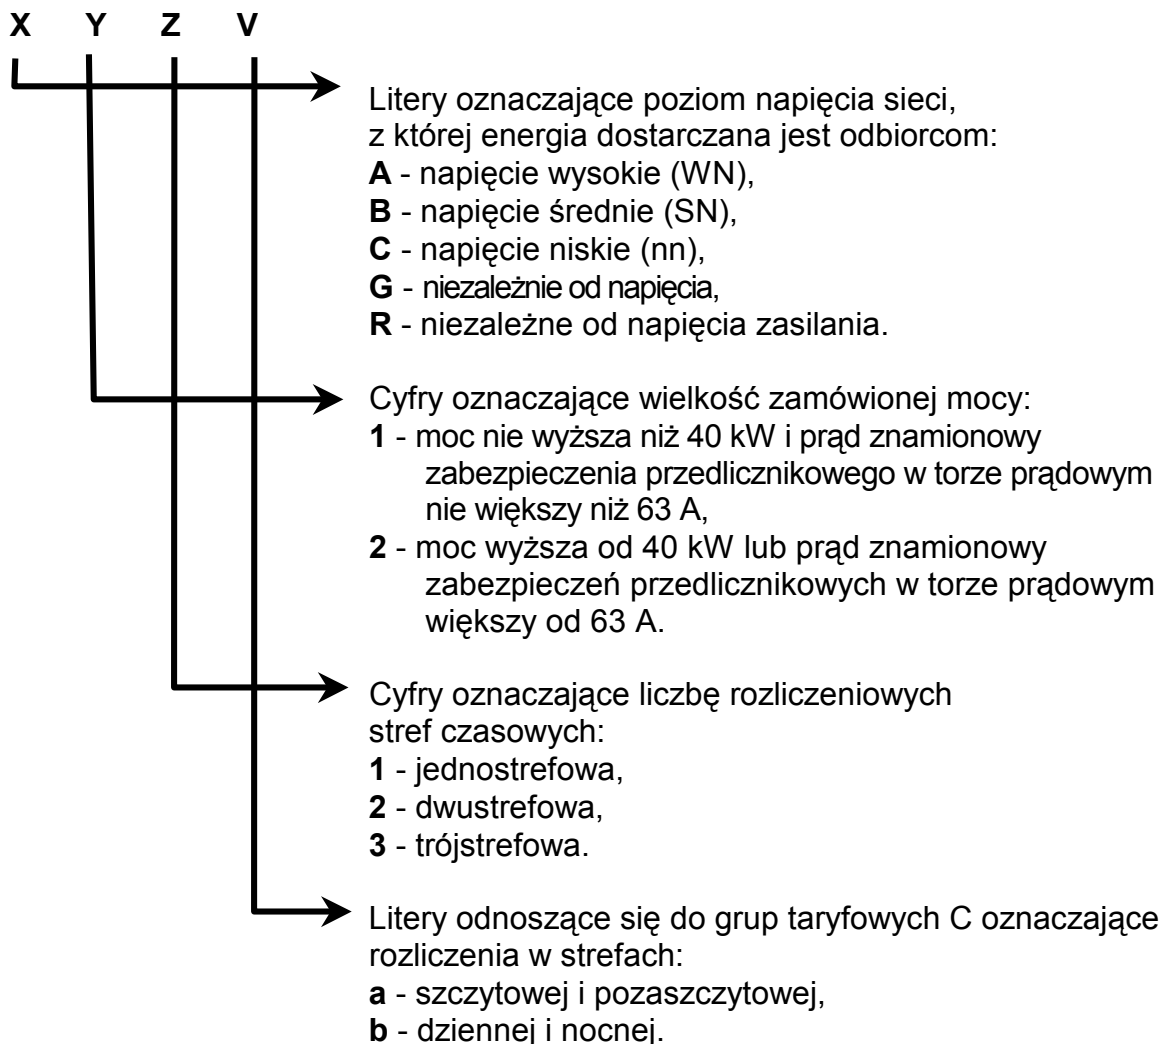 X Y Z V
Litery oznaczające poziom napięcia sieci,
z której energia dostarczana jest odbiorcom:
A - napięcie wysokie (WN),
B - napięcie średnie (SN),
C - napięcie niskie (nn),
G - niezależnie od napięcia,
R - niezależne od napięcia zasilania.
Cyfry oznaczające wielkość zamówionej mocy:
1 - moc nie wyższa niż 40 kW i prąd znamionowy
zabezpieczenia przedlicznikowego w torze prądowym
nie większy niż 63 A,
2 - moc wyższa od 40 kW lub prąd znamionowy
zabezpieczeń przedlicznikowych w torze prądowym
większy od 63 A.
Cyfry oznaczające liczbę rozliczeniowych
stref czasowych:
1 - jednostrefowa,
2 - dwustrefowa,
3 - trójstrefowa.
Litery odnoszące się do grup taryfowych C oznaczające
rozliczenia w strefach:
a - szczytowej i pozaszczytowej,
b - dziennej i nocnej.